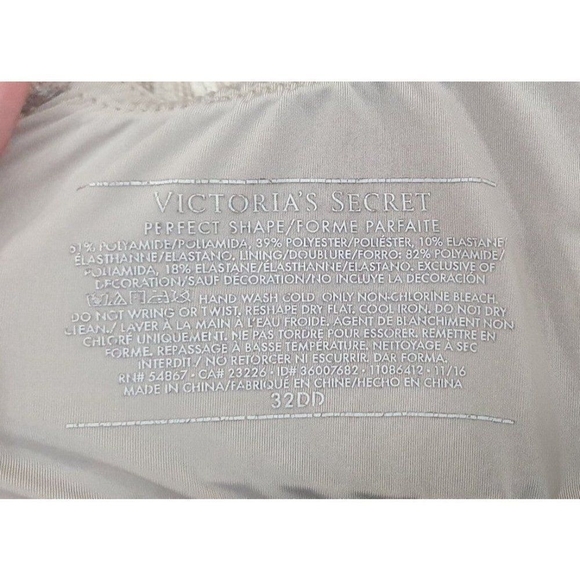 VICTORIA'S SECRET
PERFECT SHAPE/FORME PARFAITE
51% POLYAMIDE/POLIAMIDA, 39% POLYESTER/POLIÉSTER, 10% ELASTANE/
ÉLASTHANNE/ELASTANO. LINING/DOUBLURE/FORRO: 82% POLYAMIDE/
POLIAMIDA, 18% ELASTANE/ÉLASTHANNE/ELASTANO. EXCLUSIVE OF
DECORATION/SAUF DÉCORATION/NO INCLUYE LA DECORACIÓN
HAND WASH COLD. ONLY NON-CHLORINE BLEACH.
DO NOT WRING OR TWIST. RESHAPE DRY FLAT. COOL IRON. DO NOT DRY
CLEAN./ LAVER À LA MAIN À L'EAU FROIDE. AGENT DE BLANCHIMENT NON
CHLORÉ UNIQUEMENT. NE PAS TORDRE POUR ESSORER. REMETTRE EN
FORME. REPASSAGE À BASSE TEMPÉRATURE. NETTOYAGE À SEC
INTERDIT./ NO RETORCER NI ESCURRIR. DAR FORMA.
RN# 54867 • CA# 23226 • ID# 36007682 • 11086412 • 11/16
MADE IN CHINA/FABRIQUÉ EN CHINE/HECHO EN CHINA
32DD